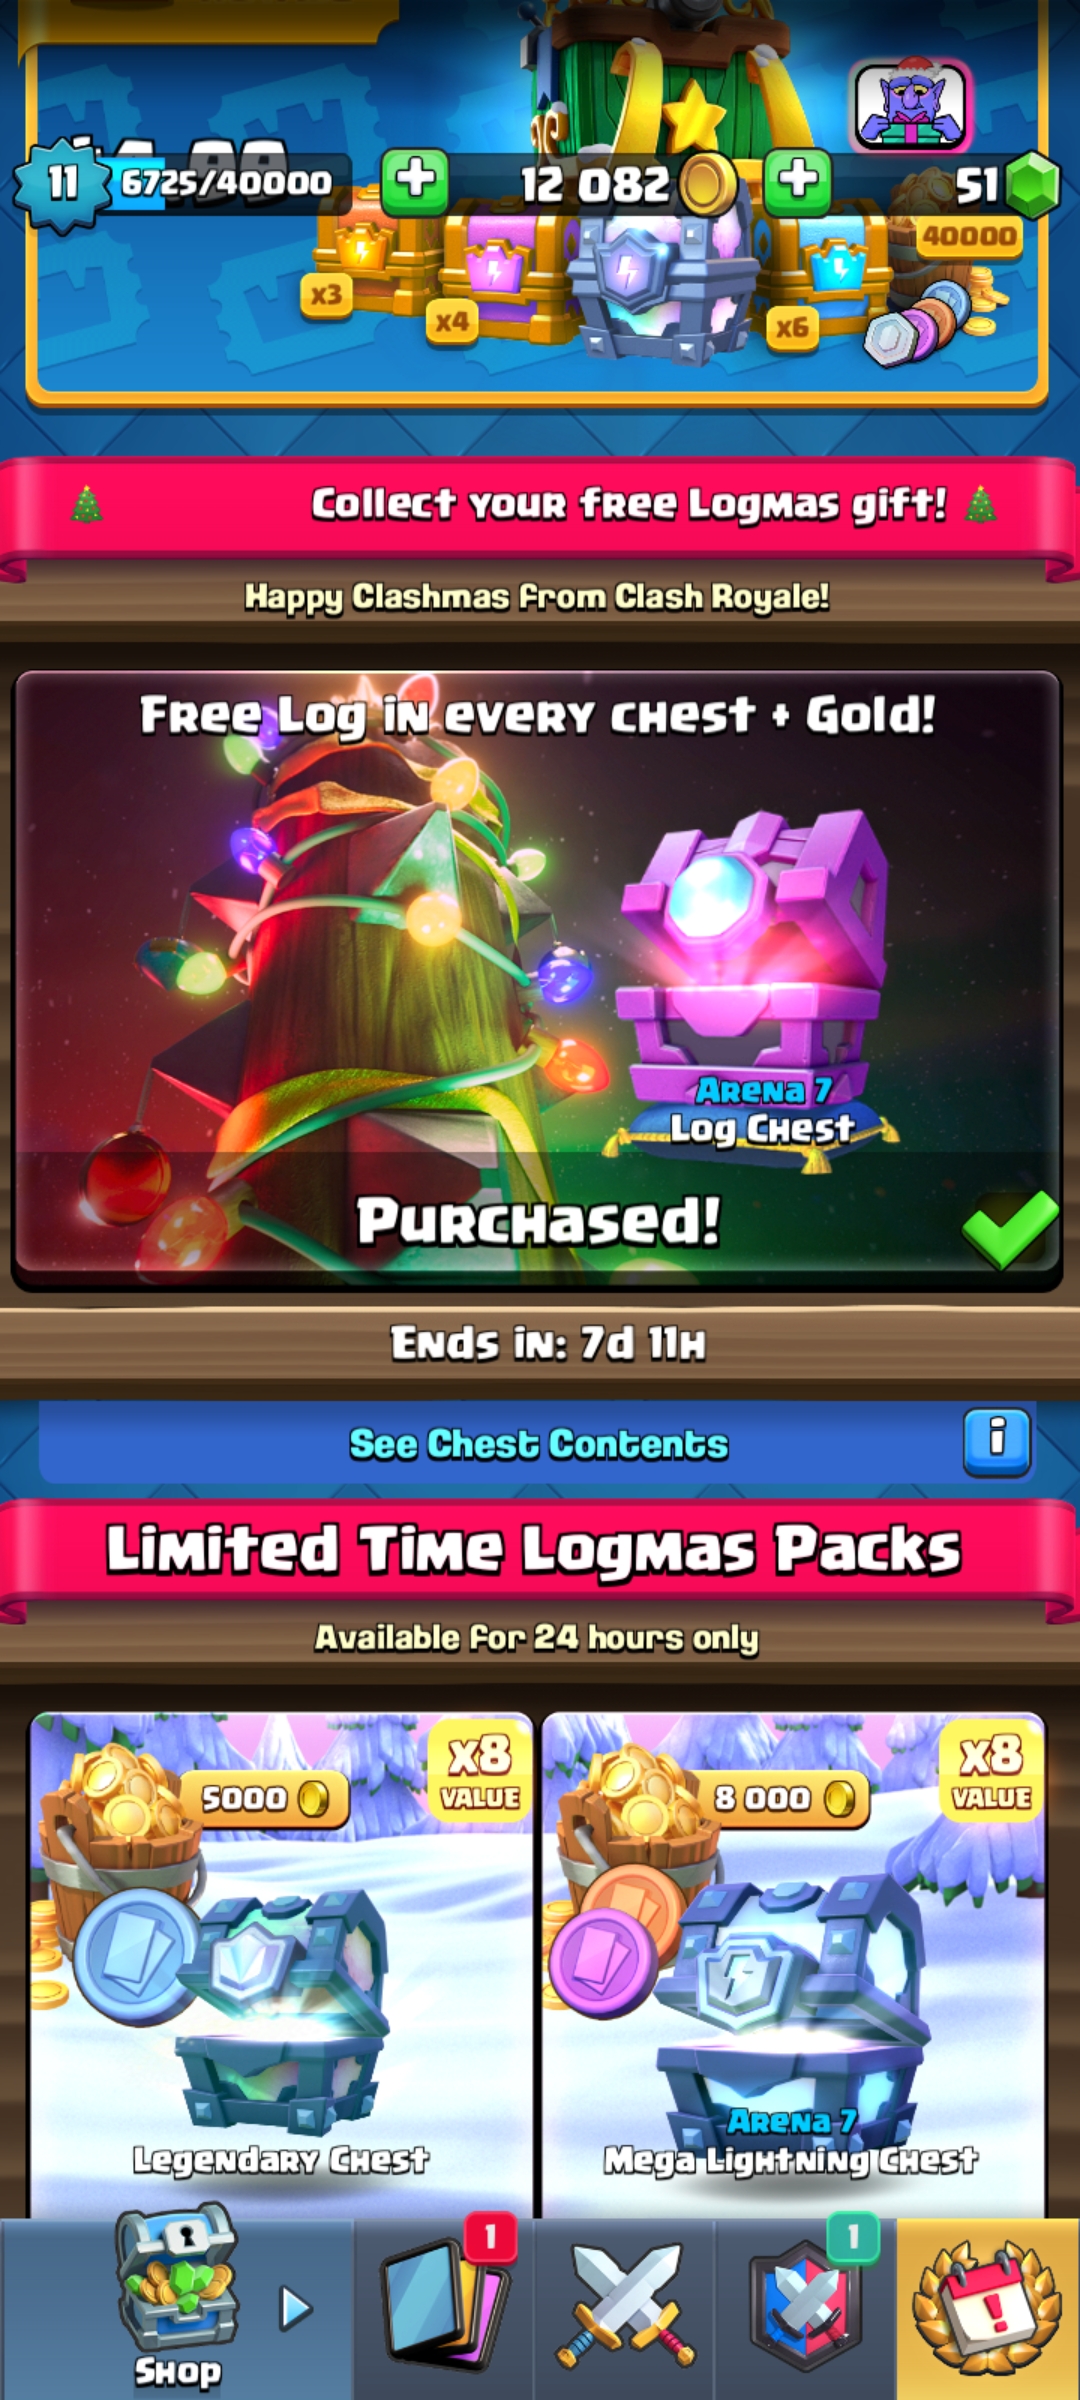 11 6725/40000 12 082 51
40000
x3
x4
x6
Collect your free Logmas gift!
Happy Clashmas from Clash Royale!
Free Log in every chest + Gold!
Arena 7
Log Chest
Purchased!
Ends in: 7d 11h
See Chest Contents
i
Limited Time Logmas Packs
Available for 24 hours only
x8
VALUE
5000
x8
VALUE
8 000
Legendary Chest
Arena 7
Mega Lightning Chest
1
1
Shop